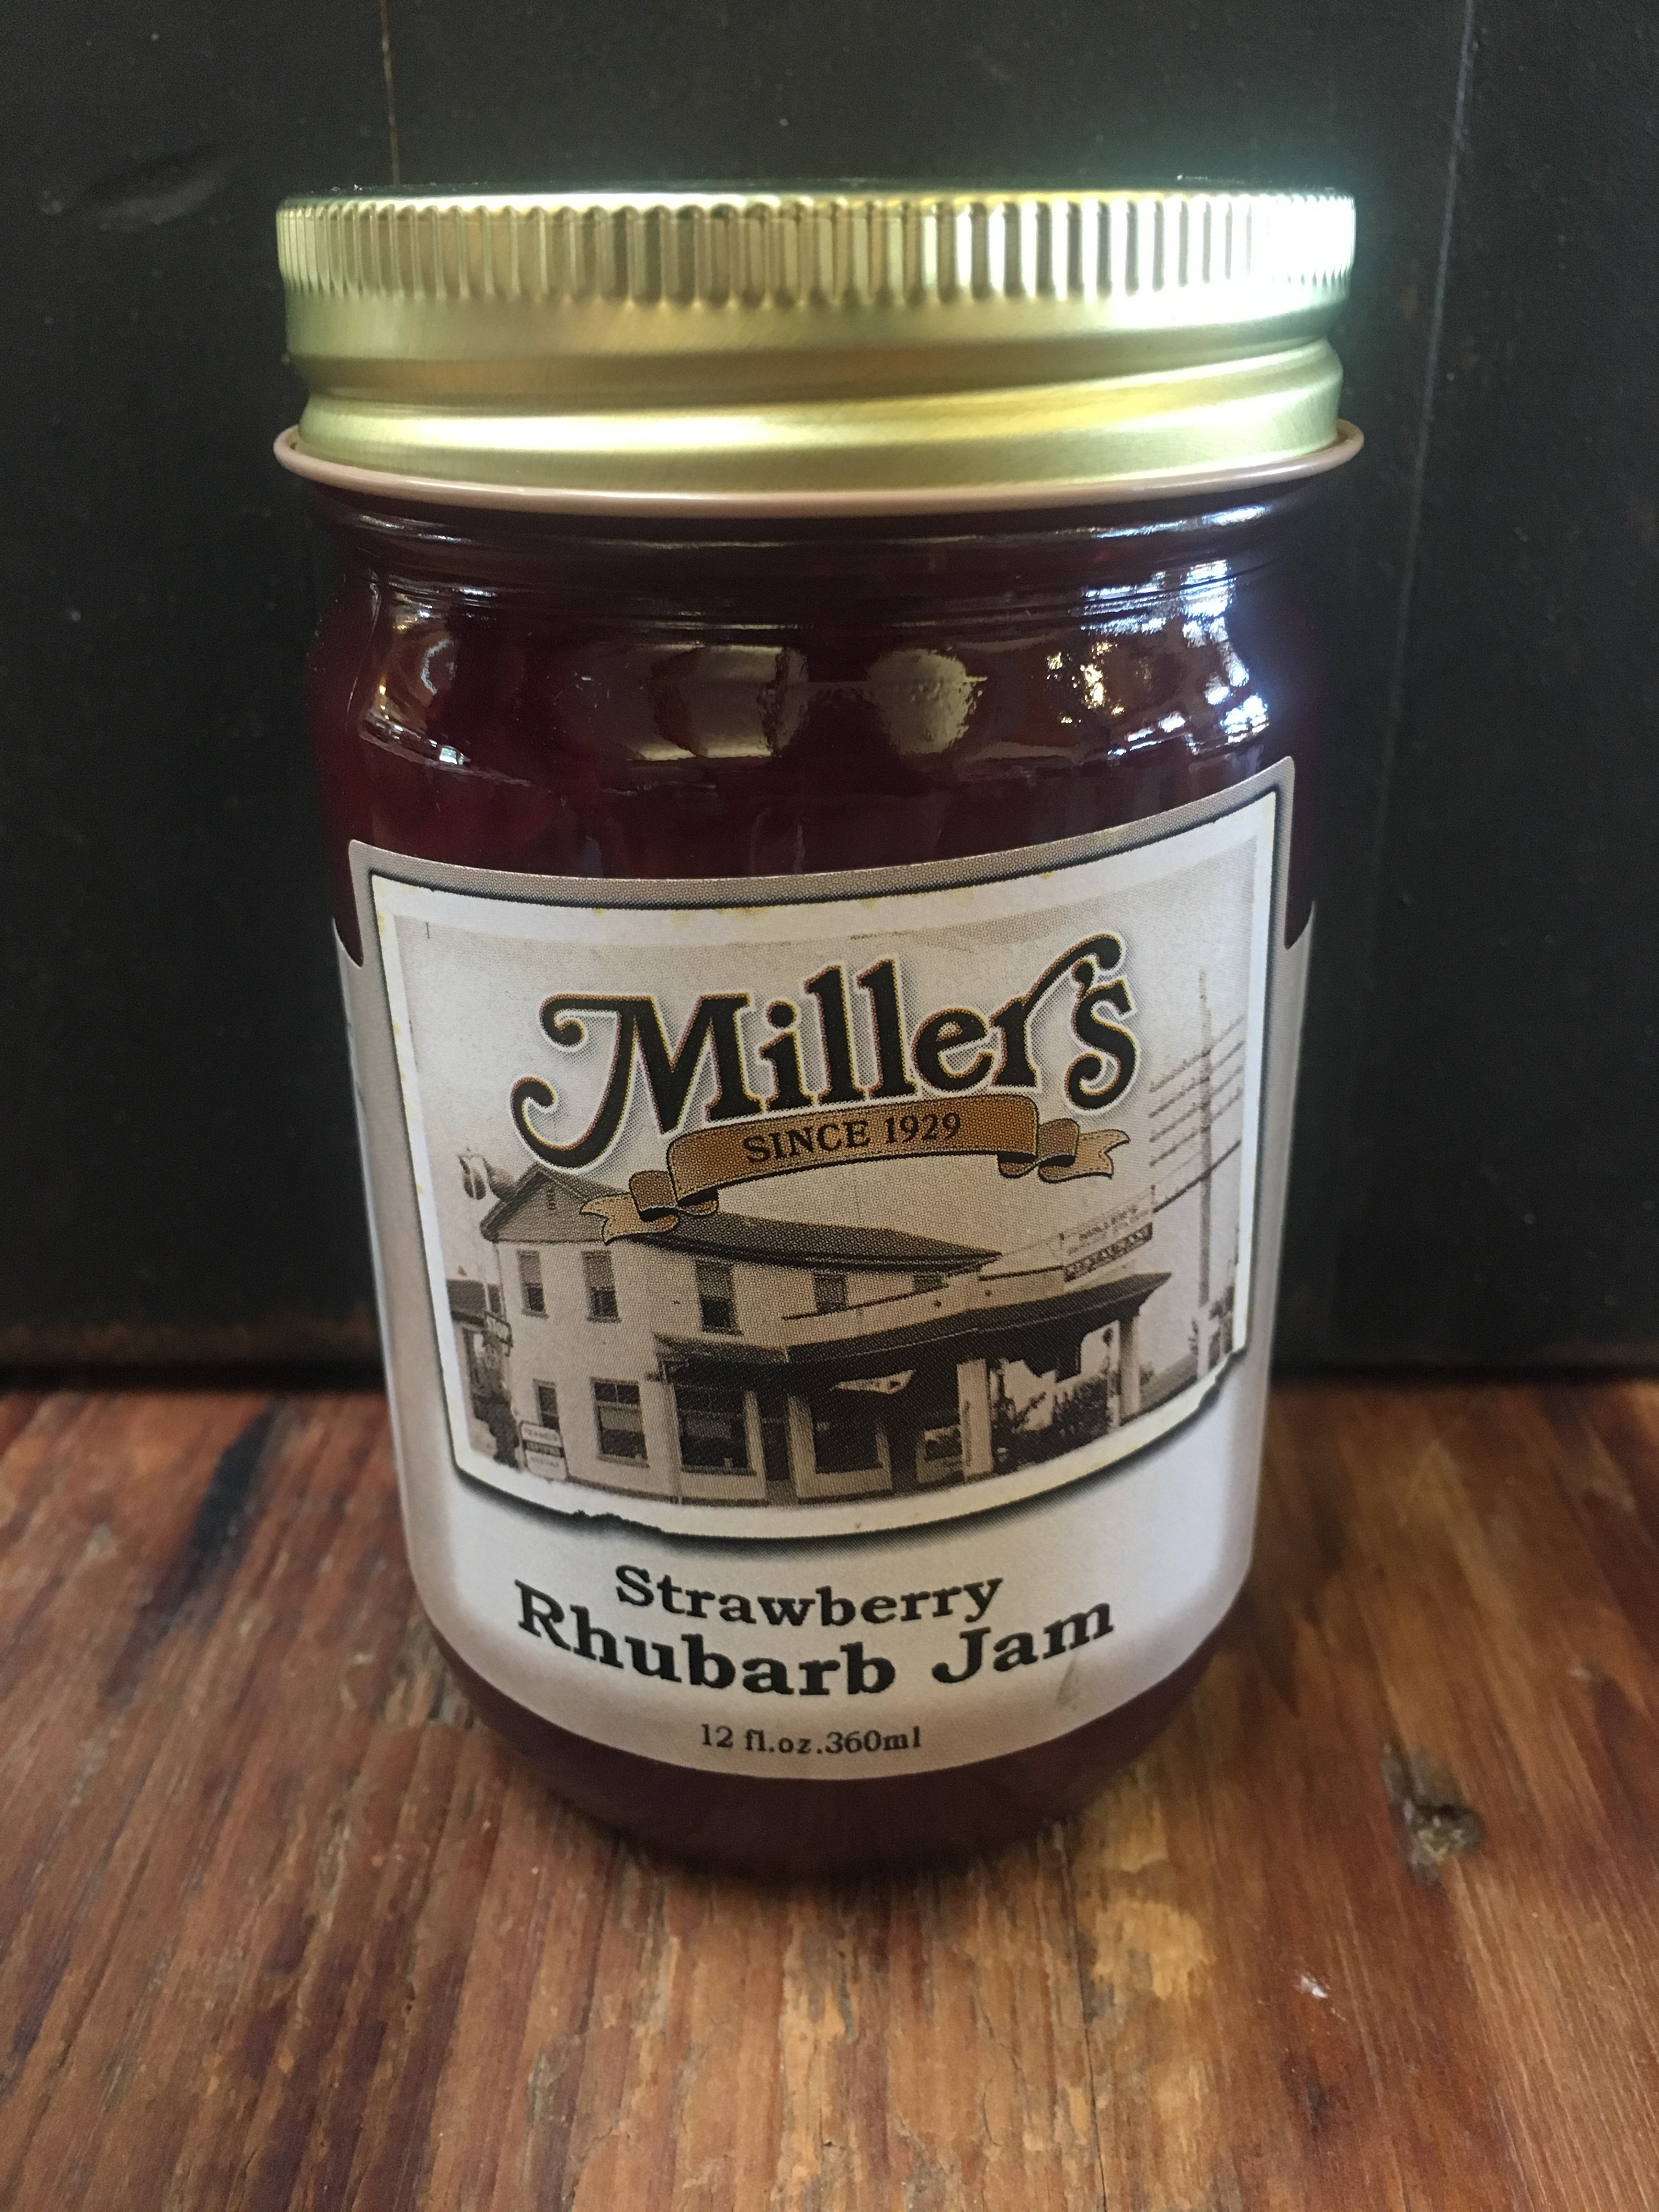 Miller's
SINCE 1929
Strawberry
Rhubarb Jam
12 fl.oz.360ml